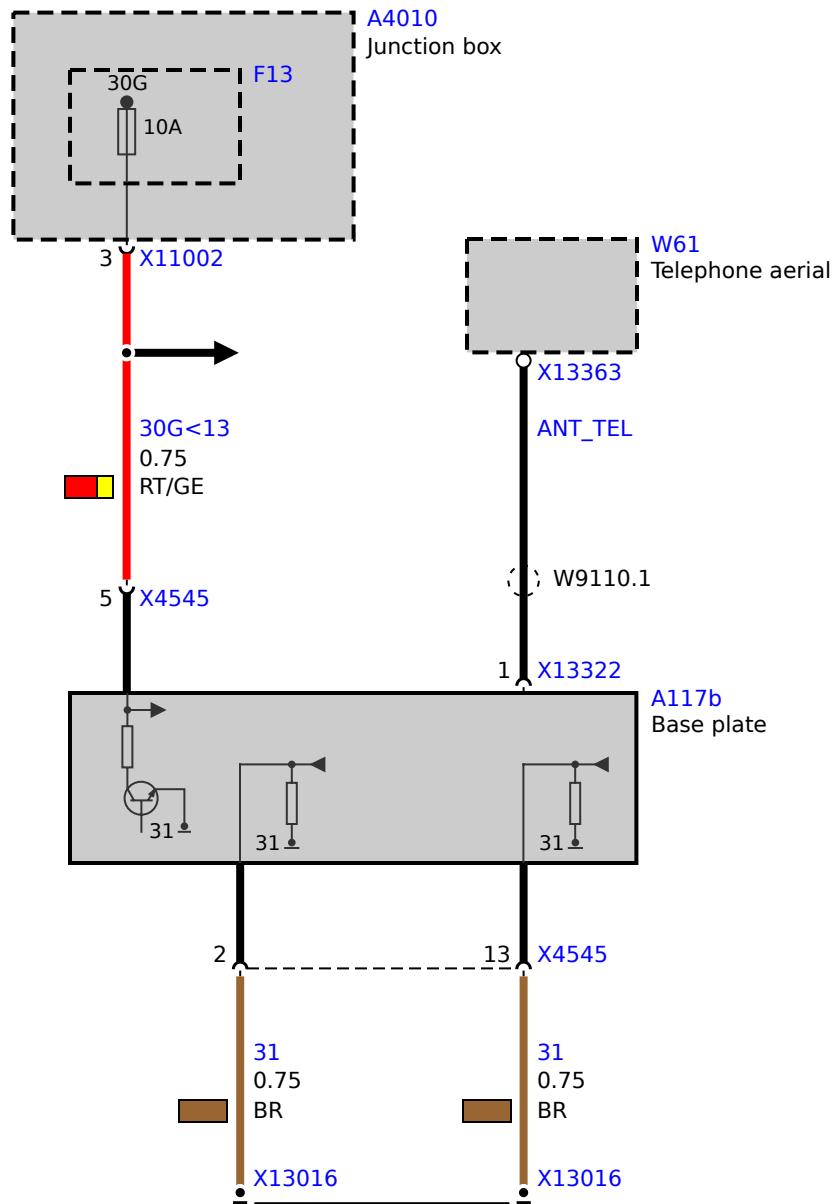 A4010
Junction box
F13
30G
10A
3 X11002
W61
Telephone aerial
X13363
30G<13
0.75
RT/GE
ANT_TEL
W9110.1
5 X4545
1 X13322
A117b
Base plate
31
31
31
2
13 X4545
31
0.75
BR
31
0.75
BR
X13016
X13016